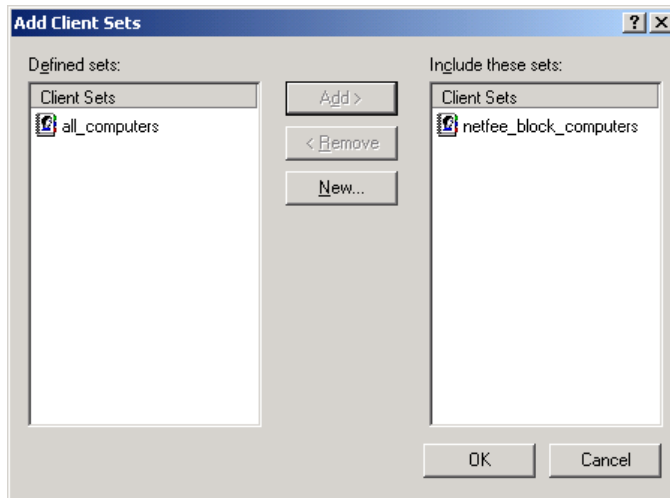 Add Client Sets
Defined sets:
Client Sets
all_computers
Add >
< Remove
New...
Include these sets:
Client Sets
netfee_block_computers
OK
Cancel